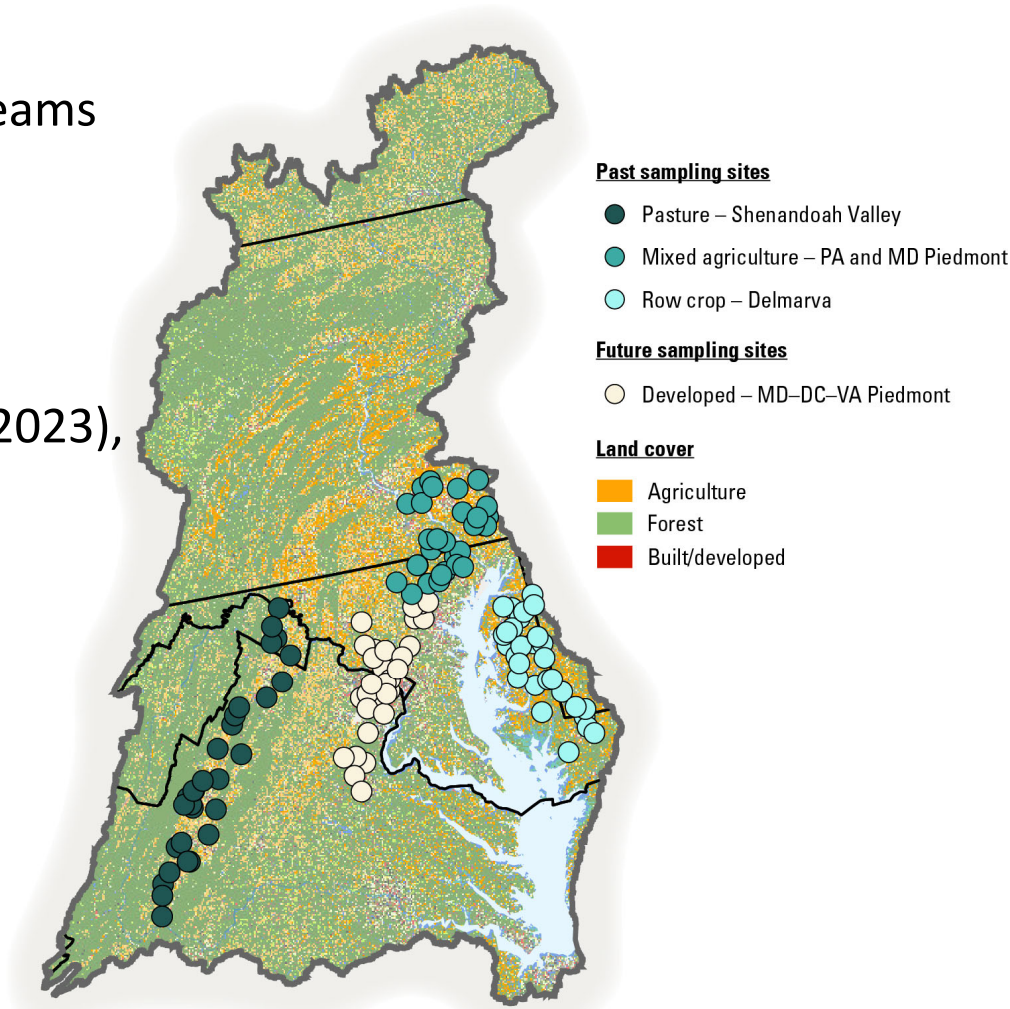 eams
2023),
Past sampling sites
Pasture – Shenandoah Valley
Mixed agriculture – PA and MD Piedmont
Row crop – Delmarva
Future sampling sites
Developed – MD–DC–VA Piedmont
Land cover
Agriculture
Forest
Built/developed